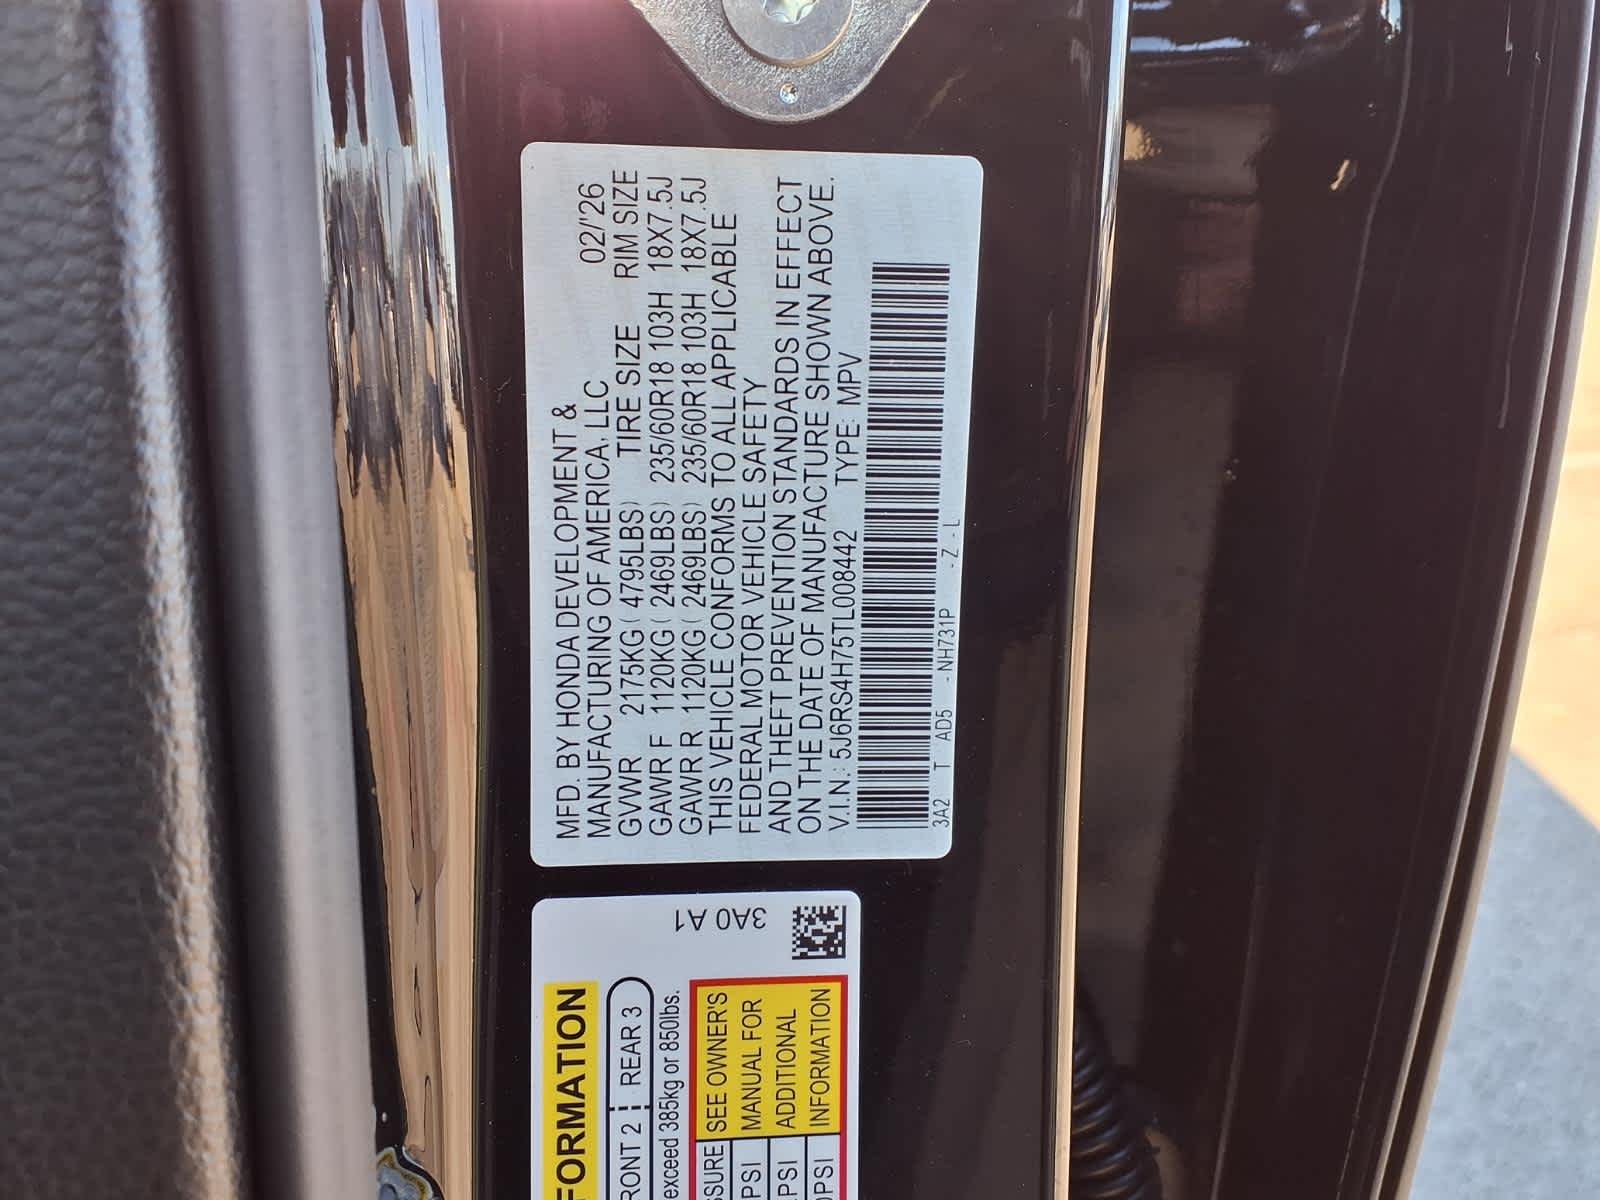 MFD. BY HONDA DEVELOPMENT &
MANUFACTURING OF AMERICA, LLC 02/'26
GVWR 2175KG( 4795LBS) TIRE SIZE RIM SIZE
GAWR F 1120KG( 2469LBS) 235/60R18 103H 18X7.5J
GAWR R 1120KG( 2469LBS) 235/60R18 103H 18X7.5J
THIS VEHICLE CONFORMS TO ALL APPLICABLE
FEDERAL MOTOR VEHICLE SAFETY
AND THEFT PREVENTION STANDARDS IN EFFECT
ON THE DATE OF MANUFACTURE SHOWN ABOVE.
V.I.N.: 5J6RS4H75TL008442 TYPE: MPV
3A2 T AD5 - NH731P - Z - L
3A0 A1
FORMATION
FRONT 2 REAR 3
exceed 385kg or 850lbs.
SSURE SEE OWNER'S
PSI MANUAL FOR
PSI ADDITIONAL
PSI INFORMATION